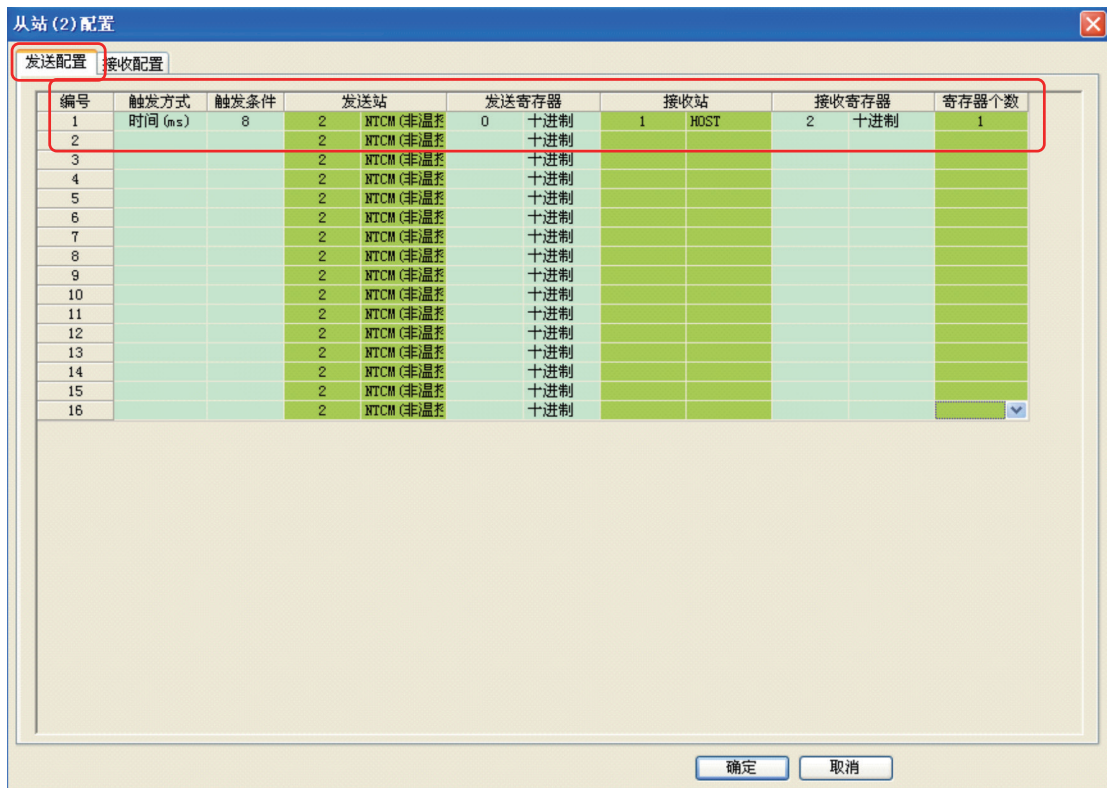 从站(2)配置
发送配置 接收配置
编号 触发方式 触发条件 发送站 发送寄存器 接收站 接收寄存器 寄存器个数
1 时间(ms) 8 2 NTCM(非温控 0 十进制 1 HOST 2 十进制 1
2 2 NTCM(非温控 十进制
3 2 NTCM(非温控 十进制
4 2 NTCM(非温控 十进制
5 2 NTCM(非温控 十进制
6 2 NTCM(非温控 十进制
7 2 NTCM(非温控 十进制
8 2 NTCM(非温控 十进制
9 2 NTCM(非温控 十进制
10 2 NTCM(非温控 十进制
11 2 NTCM(非温控 十进制
12 2 NTCM(非温控 十进制
13 2 NTCM(非温控 十进制
14 2 NTCM(非温控 十进制
15 2 NTCM(非温控 十进制
16 2 NTCM(非温控 十进制
确定 取消